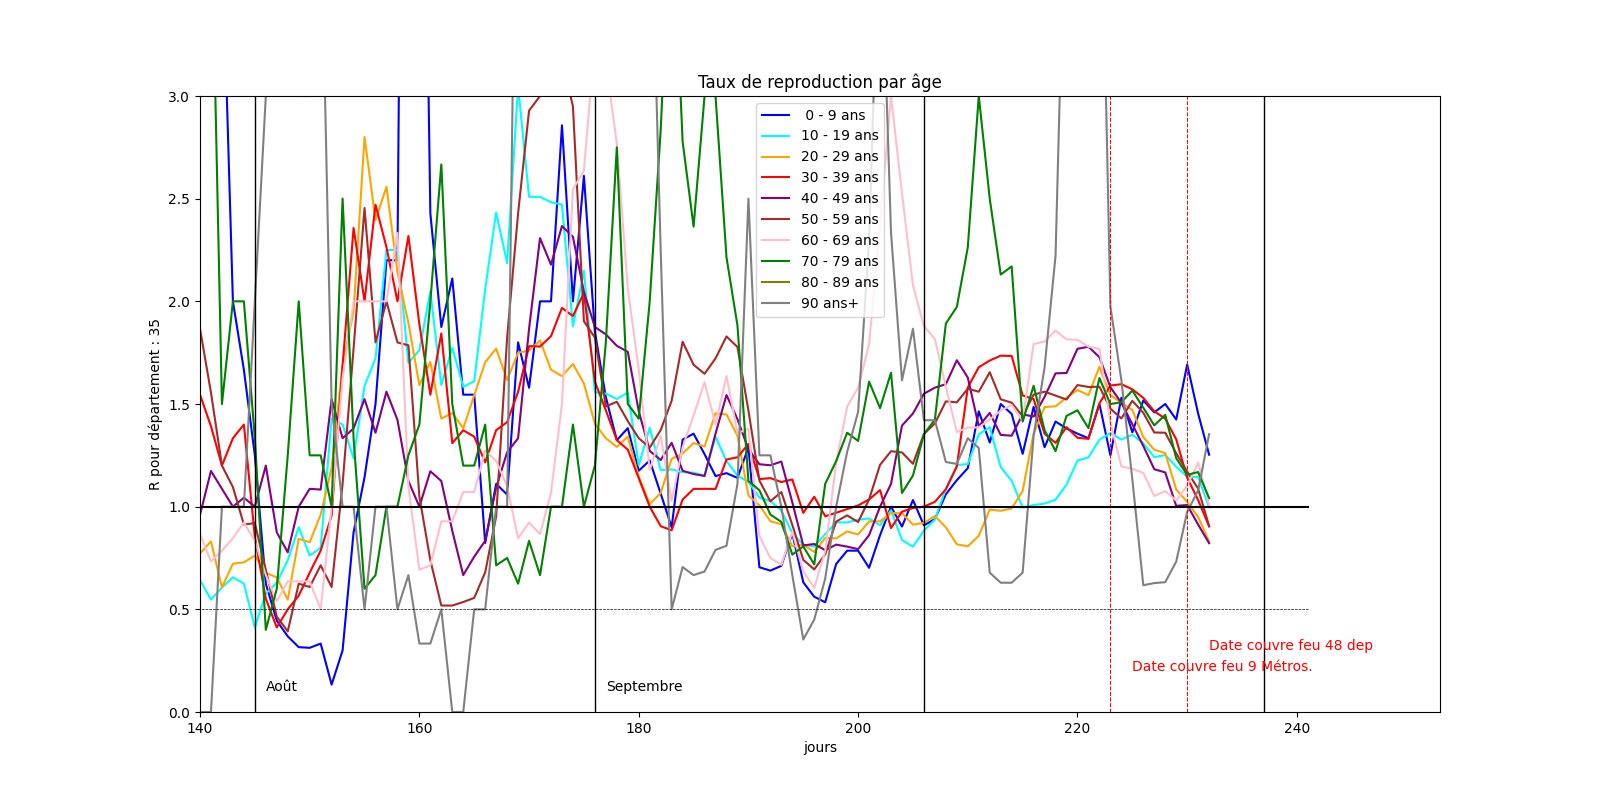 Taux de reproduction par âge
R pour département : 35
3.0
2.5
2.0
1.5
1.0
0.5
0.0
0 - 9 ans
10 - 19 ans
20 - 29 ans
30 - 39 ans
40 - 49 ans
50 - 59 ans
60 - 69 ans
70 - 79 ans
80 - 89 ans
90 ans+
Date couvre feu 48 dep
Date couvre feu 9 Métros.
Août
Septembre
140
160
180
200
220
240
jours